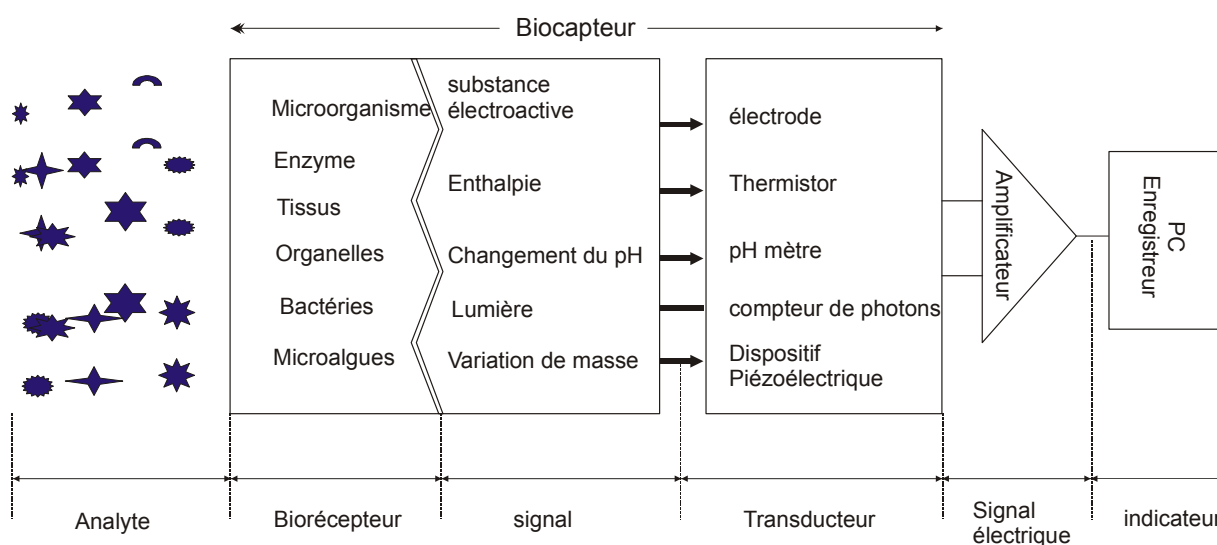 Biocapteur
Microorganisme
Enzyme
Tissus
Organelles
Bactéries
Microalgues
substance
électroactive
Enthalpie
Changement du pH
Lumière
Variation de masse
électrode
Thermistor
pH mètre
compteur de photons
Dispositif
Piézoélectrique
Amplificateur
PC
Enregistreur
Analyte
Biorécepteur
signal
Transducteur
Signal
électrique
indicateur